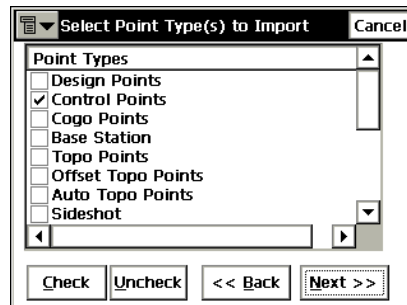 Select Point Type(s) to Import Cancel
Point Types
Design Points
Control Points
Cogo Points
Base Station
Topo Points
Offset Topo Points
Auto Topo Points
Sideshot
Check Uncheck << Back Next >>